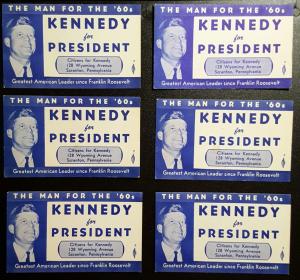 THE MAN FOR THE '60s
KENNEDY
for
PRESIDENT
Citizens for Kennedy
128 Wyoming Avenue
Scranton, Pennsylvania
Greatest American Leader since Franklin Roosevelt
THE MAN FOR THE '60s
KENNEDY
for
PRESIDENT
Citizens for Kennedy
128 Wyoming Avenue
Scranton, Pennsylvania
Greatest American Leader since Franklin Roosevelt
THE MAN FOR THE '60s
KENNEDY
for
PRESIDENT
Citizens for Kennedy
128 Wyoming Avenue
Scranton, Pennsylvania
Greatest American Leader since Franklin Roosevelt
THE MAN FOR THE '60s
KENNEDY
for
PRESIDENT
Citizens for Kennedy
128 Wyoming Avenue
Scranton, Pennsylvania
Greatest American Leader since Franklin Roosevelt
THE MAN FOR THE '60s
KENNEDY
for
PRESIDENT
Citizens for Kennedy
128 Wyoming Avenue
Scranton, Pennsylvania
Greatest American Leader since Franklin Roosevelt
THE MAN FOR THE '60s
KENNEDY
for
PRESIDENT
Citizens for Kennedy
128 Wyoming Avenue
Scranton, Pennsylvania
Greatest American Leader since Franklin Roosevelt